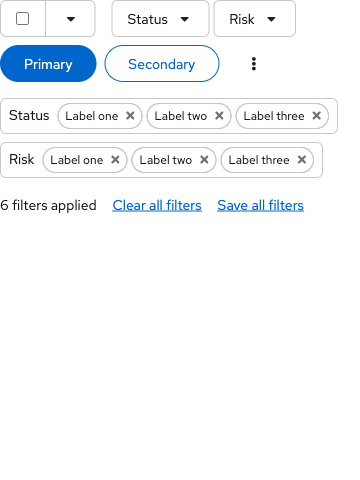 Status Risk
Primary Secondary
Status Label one Label two Label three
Risk Label one Label two Label three
6 filters applied Clear all filters Save all filters